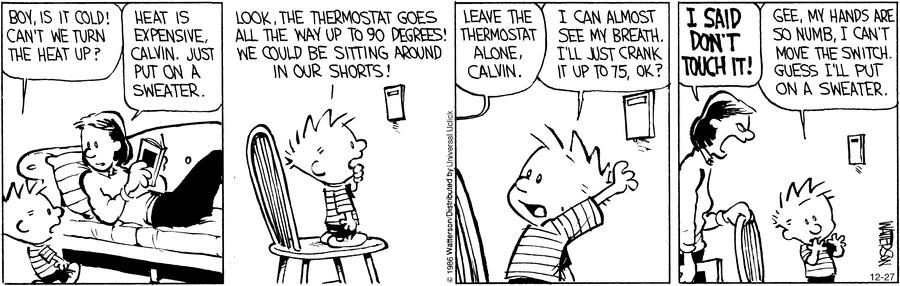 BOY, IS IT COLD!
CAN'T WE TURN
THE HEAT UP?
HEAT IS
EXPENSIVE,
CALVIN. JUST
PUT ON A
SWEATER.
LOOK, THE THERMOSTAT GOES
ALL THE WAY UP TO 90 DEGREES!
WE COULD BE SITTING AROUND
IN OUR SHORTS!
LEAVE THE
THERMOSTAT
ALONE,
CALVIN.
I CAN ALMOST
SEE MY BREATH.
I'LL JUST CRANK
IT UP TO 75, OK?
© 1986 Watterson/Distributed by Universal Uclick
I SAID
DON'T
TOUCH IT!
GEE, MY HANDS ARE
SO NUMB, I CAN'T
MOVE THE SWITCH.
GUESS I'LL PUT
ON A SWEATER.
WATTERSON
12-27